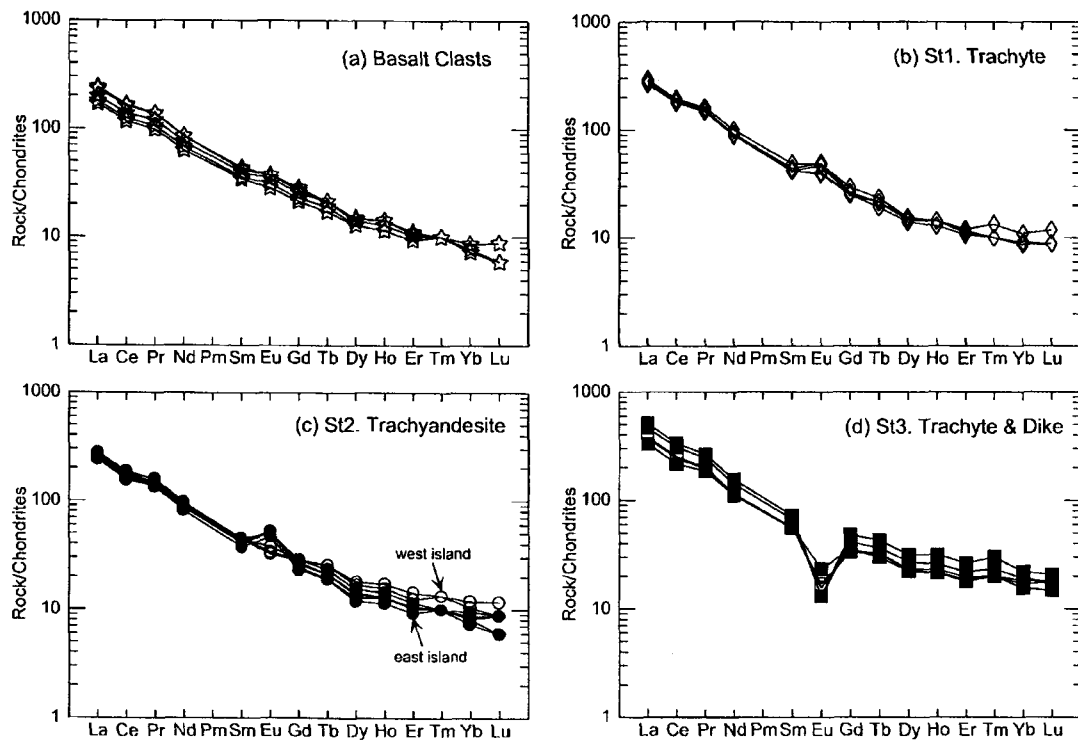 (a) Basalt Clasts
Rock/Chondrites
1000
100
10
1
La Ce Pr Nd Pm Sm Eu Gd Tb Dy Ho Er Tm Yb Lu
(b) St1. Trachyte
Rock/Chondrites
1000
100
10
1
La Ce Pr Nd Pm Sm Eu Gd Tb Dy Ho Er Tm Yb Lu
(c) St2. Trachyandesite
Rock/Chondrites
1000
100
10
1
west island
east island
La Ce Pr Nd Pm Sm Eu Gd Tb Dy Ho Er Tm Yb Lu
(d) St3. Trachyte & Dike
Rock/Chondrites
1000
100
10
1
La Ce Pr Nd Pm Sm Eu Gd Tb Dy Ho Er Tm Yb Lu